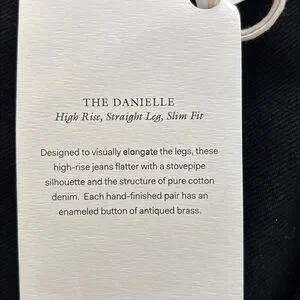 THE DANIELLE
High Rise, Straight Leg, Slim Fit
Designed to visually elongate the legs, these
high-rise jeans flatter with a stovepipe
silhouette and the structure of pure cotton
denim. Each hand-finished pair has an
enameled button of antiqued brass.